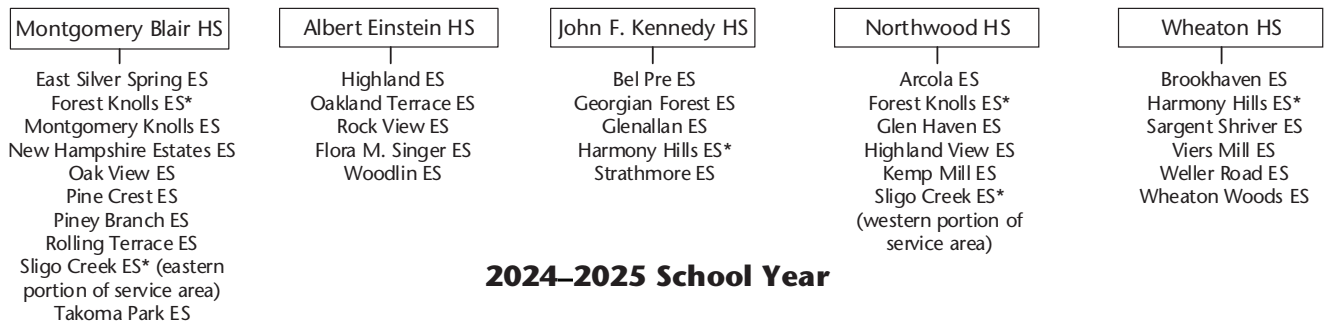 Montgomery Blair HS
East Silver Spring ES
Forest Knolls ES*
Montgomery Knolls ES
New Hampshire Estates ES
Oak View ES
Pine Crest ES
Piney Branch ES
Rolling Terrace ES
Sligo Creek ES* (eastern
portion of service area)
Takoma Park ES
Albert Einstein HS
Highland ES
Oakland Terrace ES
Rock View ES
Flora M. Singer ES
Woodlin ES
John F. Kennedy HS
Bel Pre ES
Georgian Forest ES
Glenallan ES
Harmony Hills ES*
Strathmore ES
Northwood HS
Arcola ES
Forest Knolls ES*
Glen Haven ES
Highland View ES
Kemp Mill ES
Sligo Creek ES*
(western portion of
service area)
Wheaton HS
Brookhaven ES
Harmony Hills ES*
Sargent Shriver ES
Viers Mill ES
Weller Road ES
Wheaton Woods ES
2024–2025 School Year